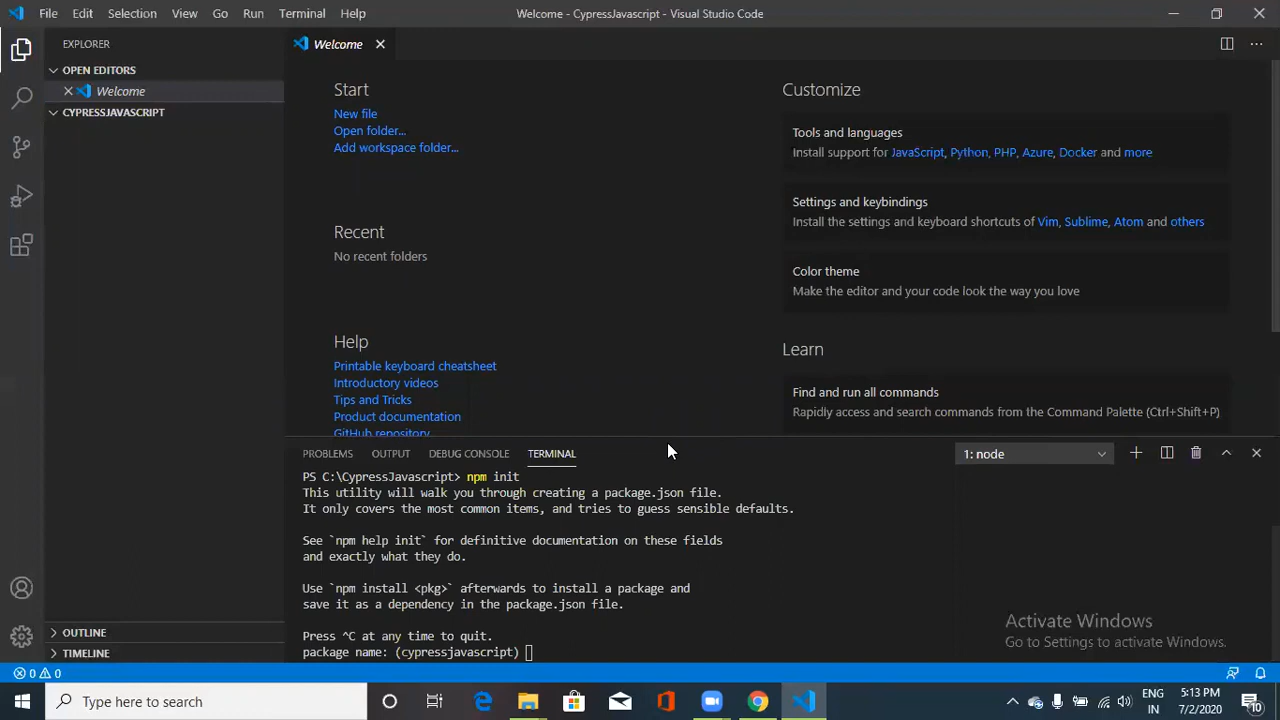 File Edit Selection View Go Run Terminal Help Welcome - CypressJavascript - Visual Studio Code
EXPLORER
OPEN EDITORS
Welcome
CYPRESSJAVASCRIPT
OUTLINE
TIMELINE
Welcome
Start
New file
Open folder...
Add workspace folder...
Recent
No recent folders
Help
Printable keyboard cheatsheet
Introductory videos
Tips and Tricks
Product documentation
GitHub repository
Customize
Tools and languages
Install support for JavaScript, Python, PHP, Azure, Docker and more
Settings and keybindings
Install the settings and keyboard shortcuts of Vim, Sublime, Atom and others
Color theme
Make the editor and your code look the way you love
Learn
Find and run all commands
Rapidly access and search commands from the Command Palette (Ctrl+Shift+P)
PROBLEMS OUTPUT DEBUG CONSOLE TERMINAL 1: node
PS C:\CypressJavascript> npm init
This utility will walk you through creating a package.json file.
It only covers the most common items, and tries to guess sensible defaults.
See `npm help init` for definitive documentation on these fields
and exactly what they do.
Use `npm install <pkg>` afterwards to install a package and
save it as a dependency in the package.json file.
Press ^C at any time to quit.
package name: (cypressjavascript)
Activate Windows
Go to Settings to activate Windows.
0 0
Type here to search
ENG
IN
5:13 PM
7/2/2020
10